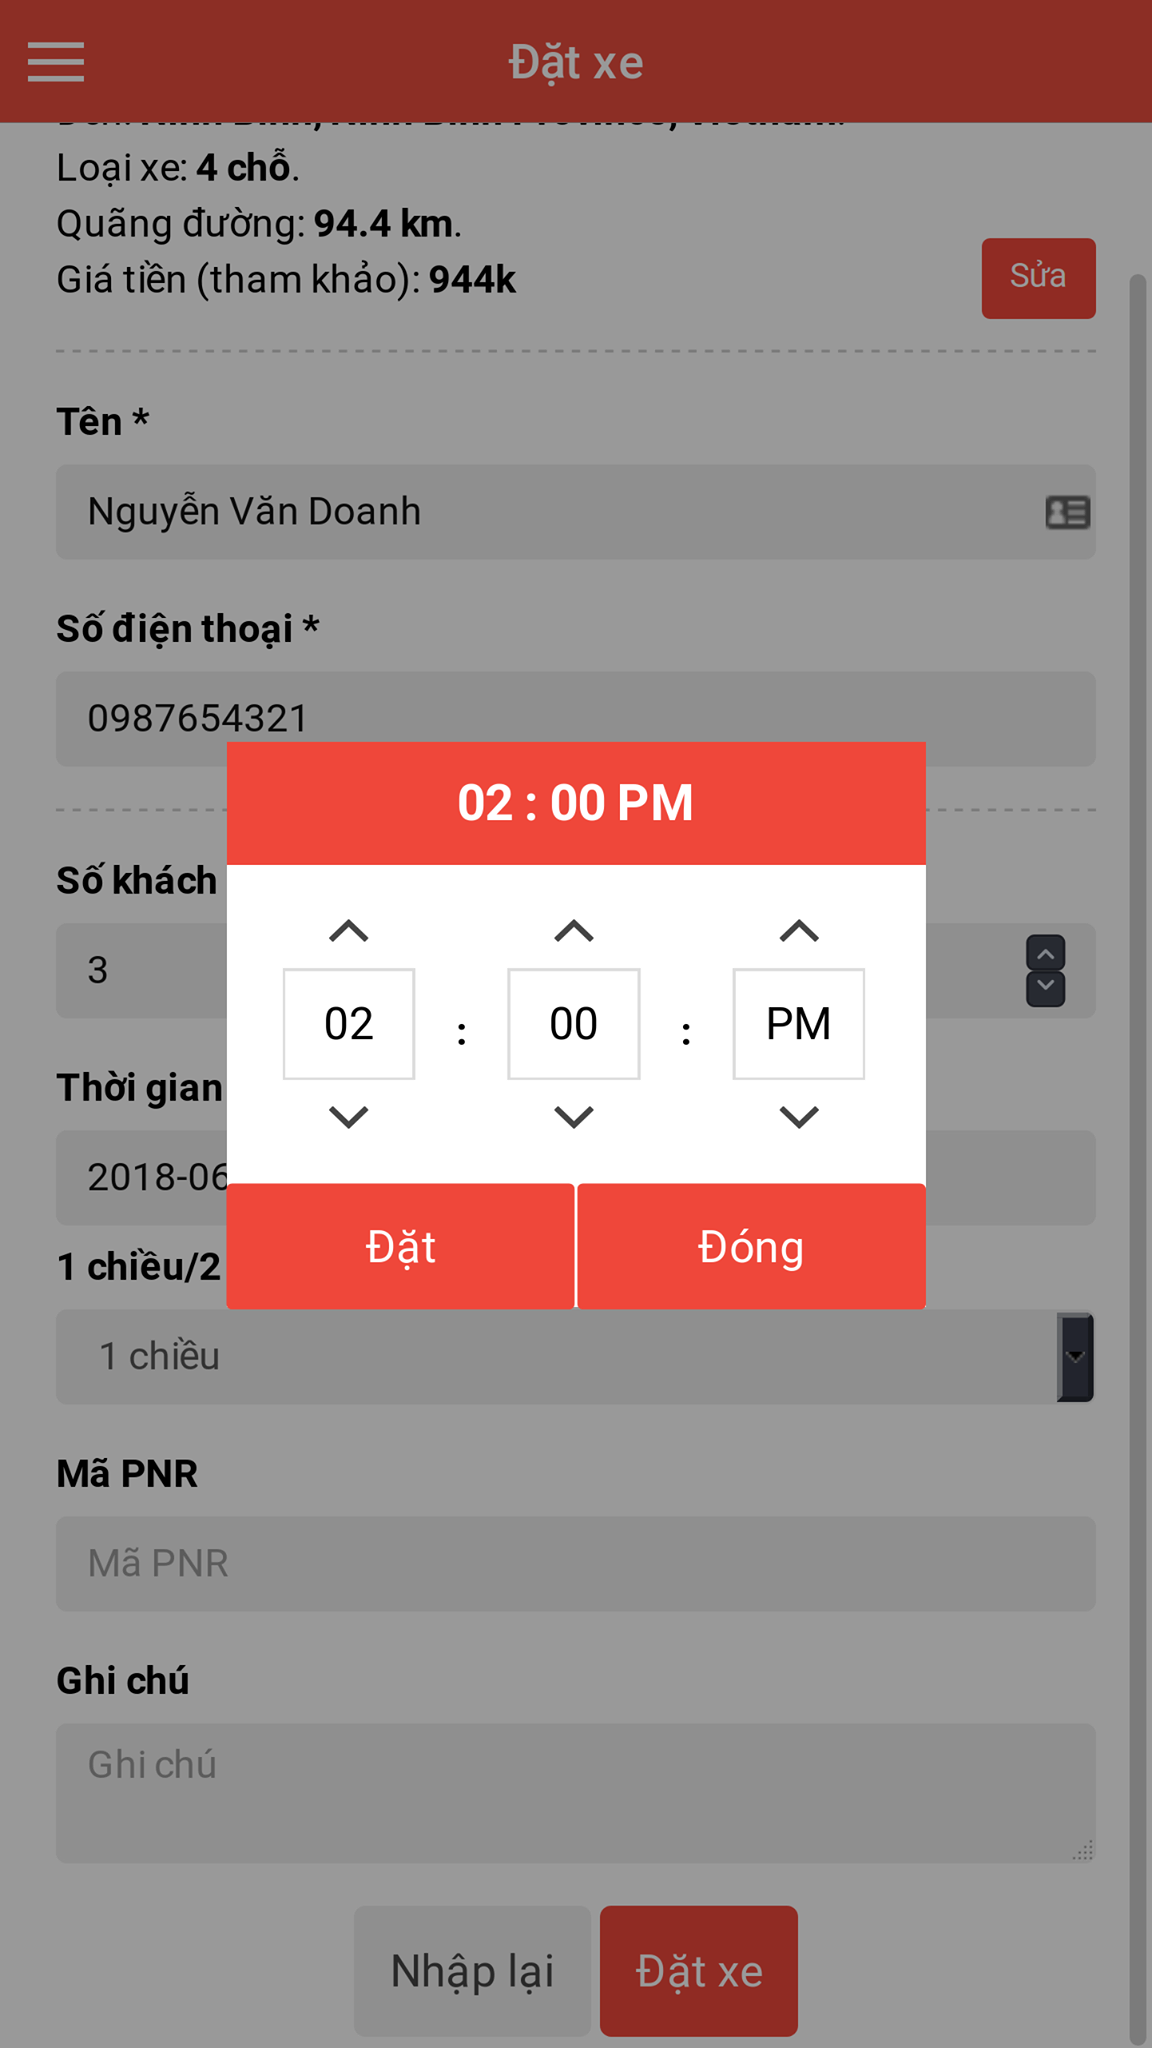 Đặt xe
Loại xe: 4 chỗ.
Quãng đường: 94.4 km.
Giá tiền (tham khảo): 944k
Sửa
Tên *
Nguyễn Văn Doanh
Số điện thoại *
0987654321
02 : 00 PM
Số khách
3
02 : 00 : PM
Thời gian
2018-06
Đặt Đóng
1 chiều/2
1 chiều
Mã PNR
Mã PNR
Ghi chú
Ghi chú
Nhập lại Đặt xe